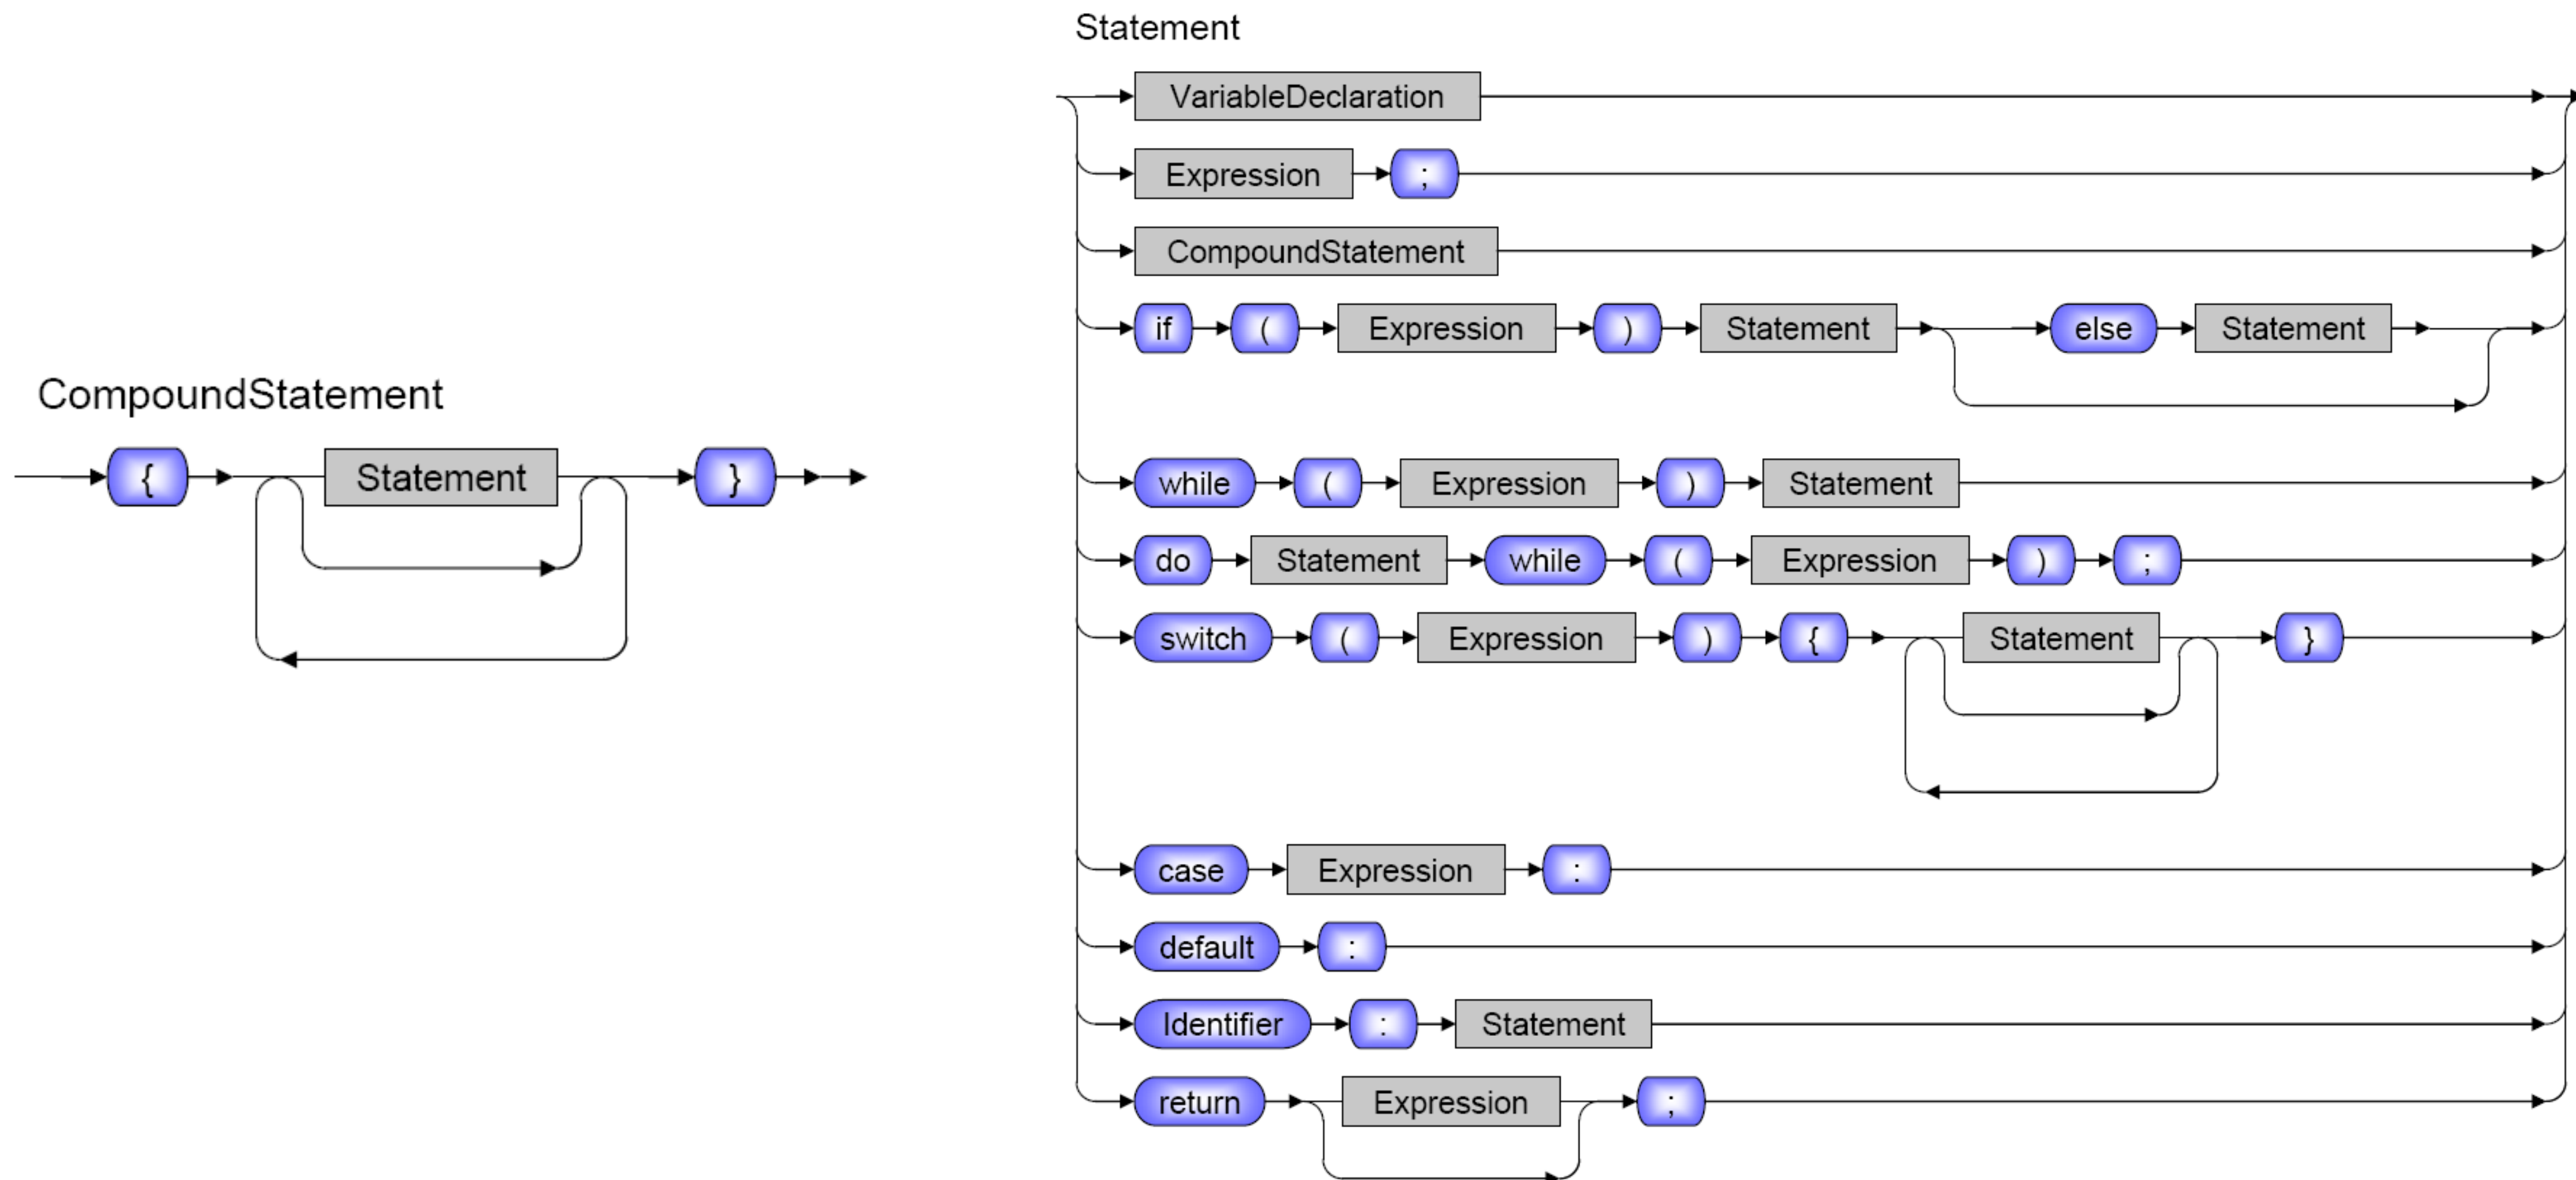 Statement
VariableDeclaration
Expression ;
CompoundStatement
if ( Expression ) Statement else Statement
CompoundStatement
{ Statement }
while ( Expression ) Statement
do Statement while ( Expression ) ;
switch ( Expression ) { Statement }
case Expression :
default :
Identifier : Statement
return Expression ;